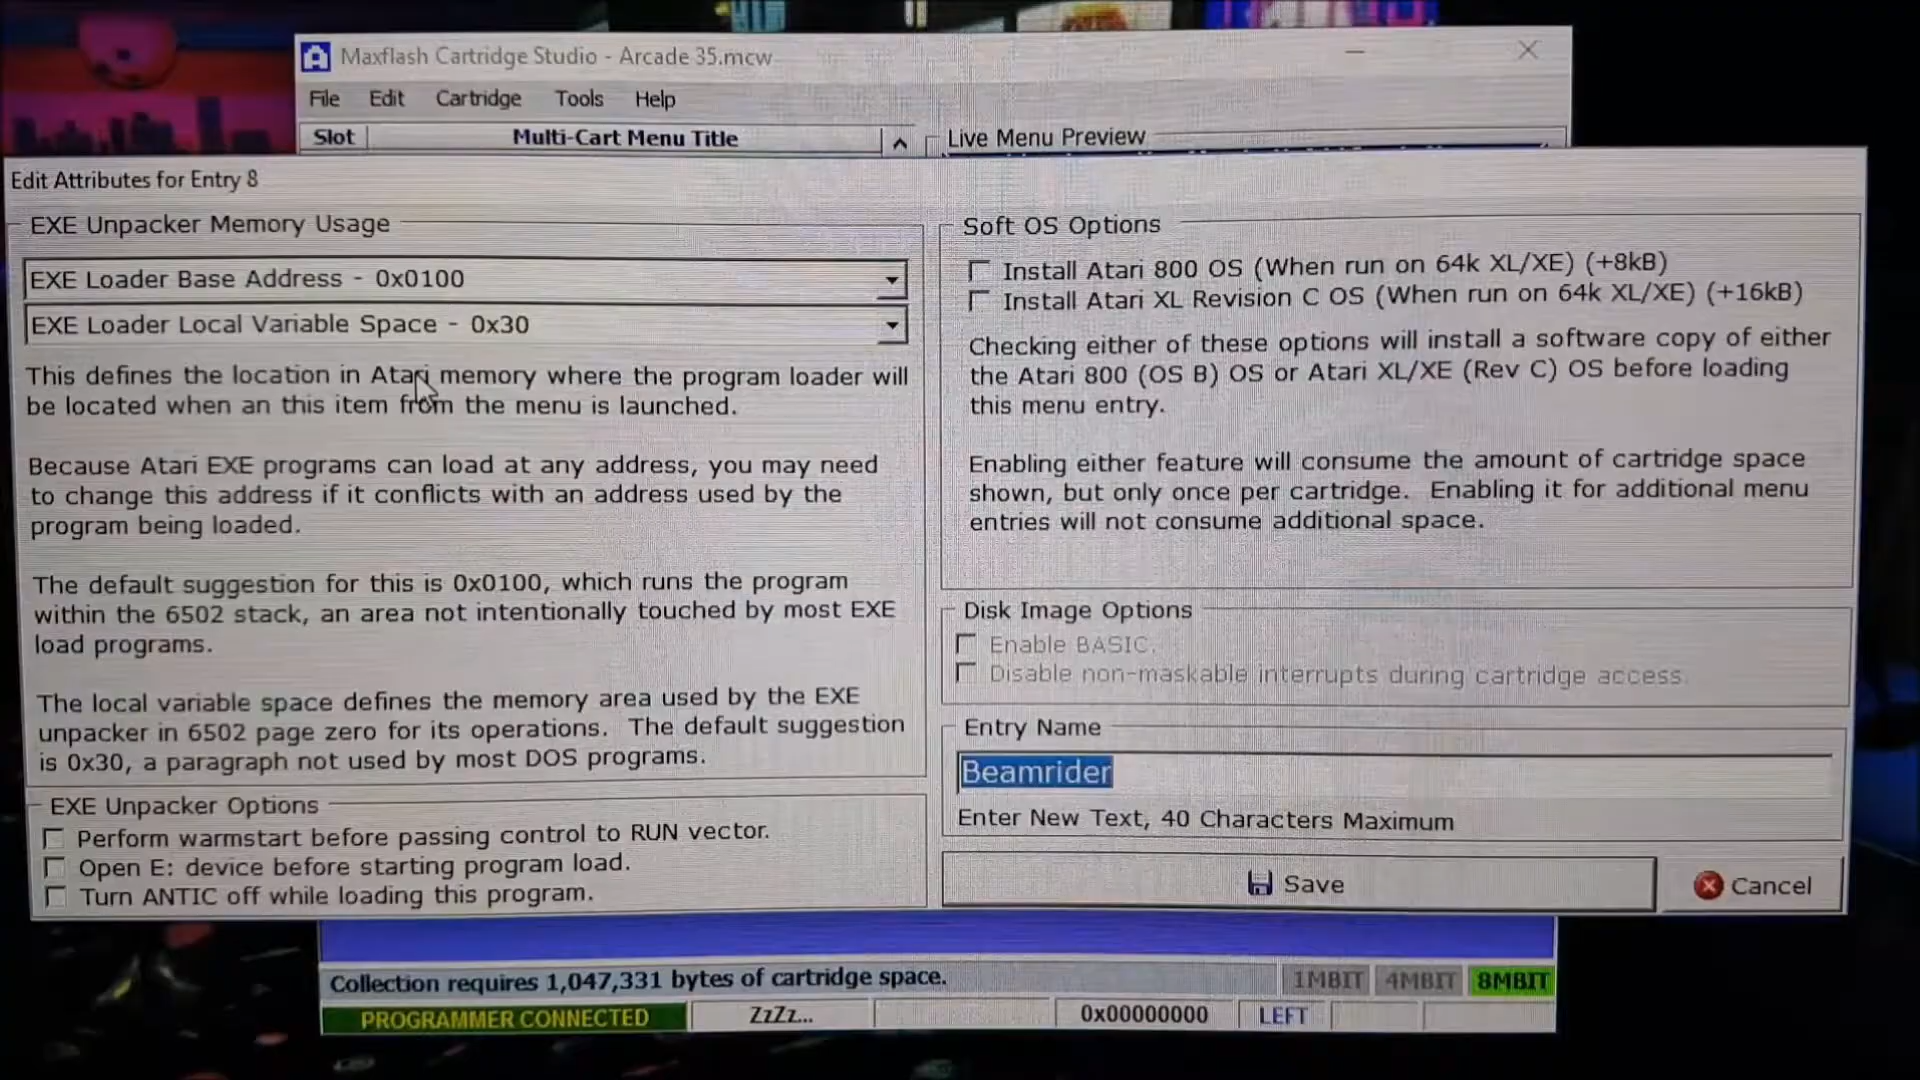 Maxflash Cartridge Studio - Arcade 35.mcw
File Edit Cartridge Tools Help
Slot Multi-Cart Menu Title Live Menu Preview
Edit Attributes for Entry 8
EXE Unpacker Memory Usage
EXE Loader Base Address - 0x0100
EXE Loader Local Variable Space - 0x30
This defines the location in Atari memory where the program loader will
be located when an this item from the menu is launched.
Because Atari EXE programs can load at any address, you may need
to change this address if it conflicts with an address used by the
program being loaded.
The default suggestion for this is 0x0100, which runs the program
within the 6502 stack, an area not intentionally touched by most EXE
load programs.
The local variable space defines the memory area used by the EXE
unpacker in 6502 page zero for its operations. The default suggestion
is 0x30, a paragraph not used by most DOS programs.
EXE Unpacker Options
Perform warmstart before passing control to RUN vector.
Open E: device before starting program load.
Turn ANTIC off while loading this program.
Soft OS Options
Install Atari 800 OS (When run on 64k XL/XE) (+8kB)
Install Atari XL Revision C OS (When run on 64k XL/XE) (+16kB)
Checking either of these options will install a software copy of either
the Atari 800 (OS B) OS or Atari XL/XE (Rev C) OS before loading
this menu entry.
Enabling either feature will consume the amount of cartridge space
shown, but only once per cartridge. Enabling it for additional menu
entries will not consume additional space.
Disk Image Options
Enable BASIC.
Disable non-maskable interrupts during cartridge access
Entry Name
Beamrider
Enter New Text, 40 Characters Maximum
Save Cancel
Collection requires 1,047,331 bytes of cartridge space. 1MBIT 4MBIT 8MBIT
PROGRAMMER CONNECTED ZzZz... 0x00000000 LEFT